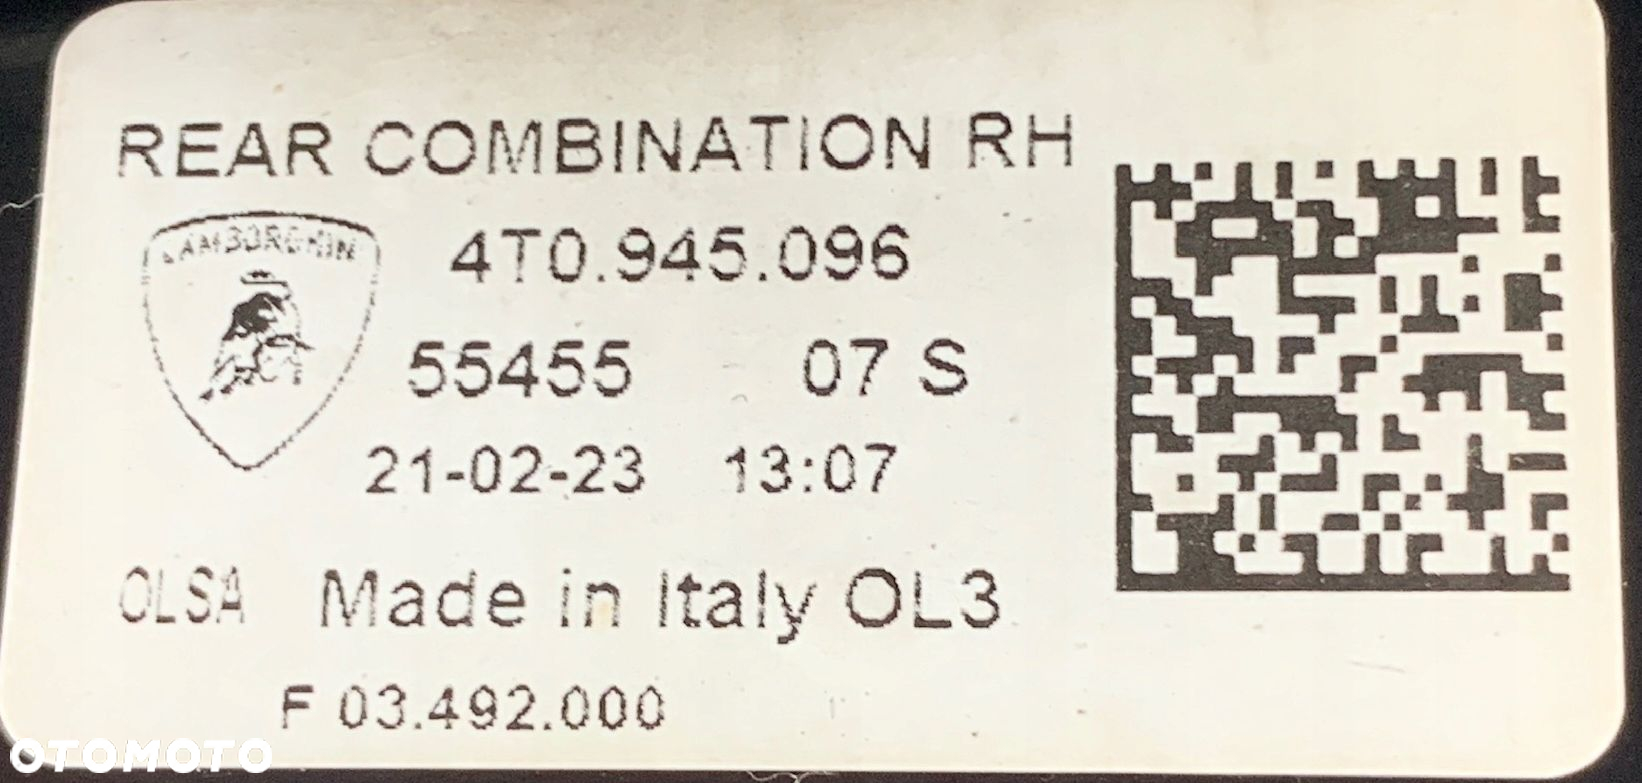 REAR COMBINATION RH
LAMBORGHINI
4T0.945.096
55455 07 S
21-02-23 13:07
OLSA Made in Italy OL3
F 03.492.000
OTOMOTO